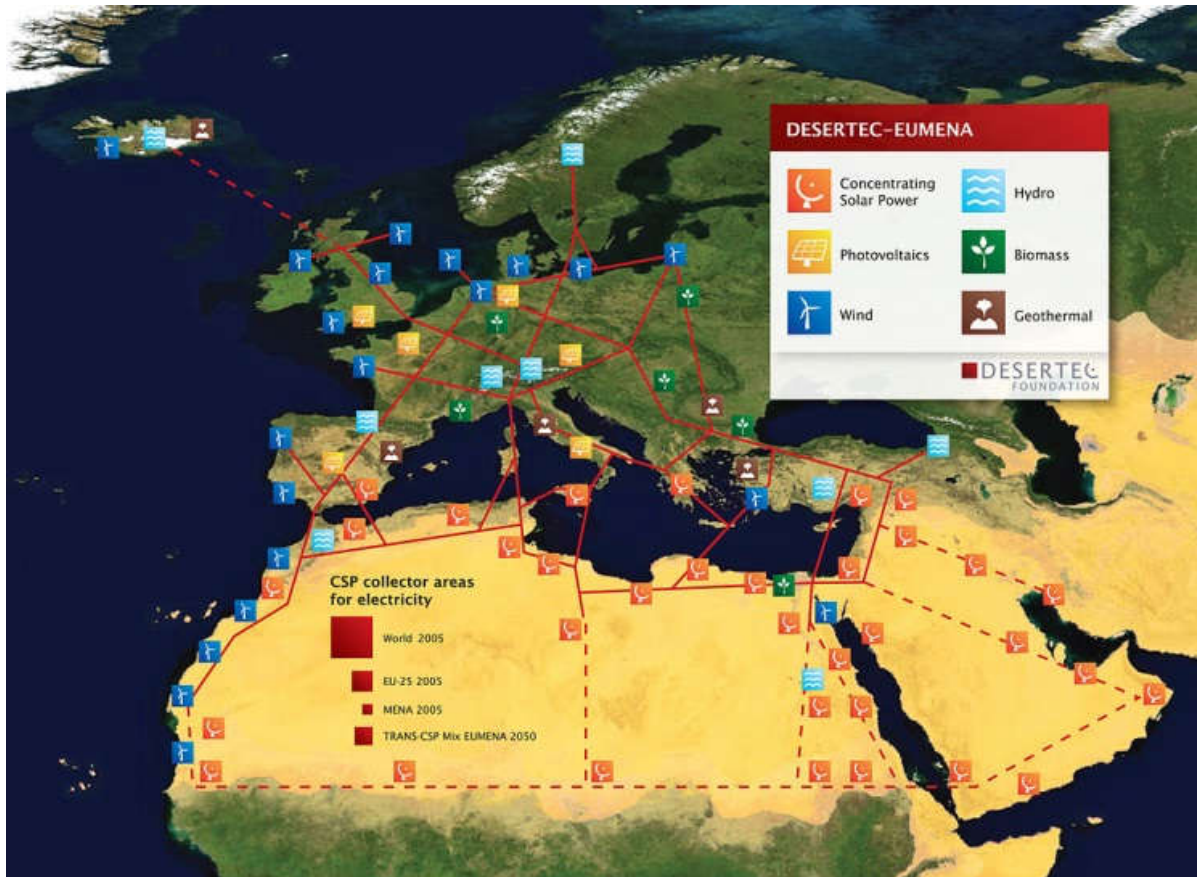 DESERTEC–EUMENA
Concentrating
Solar Power
Hydro
Photovoltaics
Biomass
Wind
Geothermal
DESERTEC
FOUNDATION
CSP collector areas
for electricity
World 2005
EU-25 2005
MENA 2005
TRANS-CSP Mix EUMENA 2050